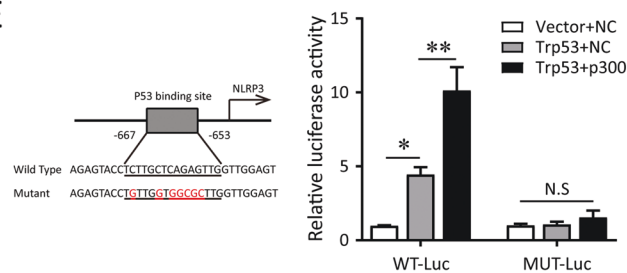 NLRP3
P53 binding site
-667
-653
Wild Type AGAGTACCTCTTGCTCAGAGTTGGTTGGAGT
Mutant AGAGTACCTGTTGGTGGCGCTTGGTTGGAGT
Relative luciferase activity
15
10
5
0
Vector+NC
Trp53+NC
Trp53+p300
*
**
N.S
WT-Luc
MUT-Luc